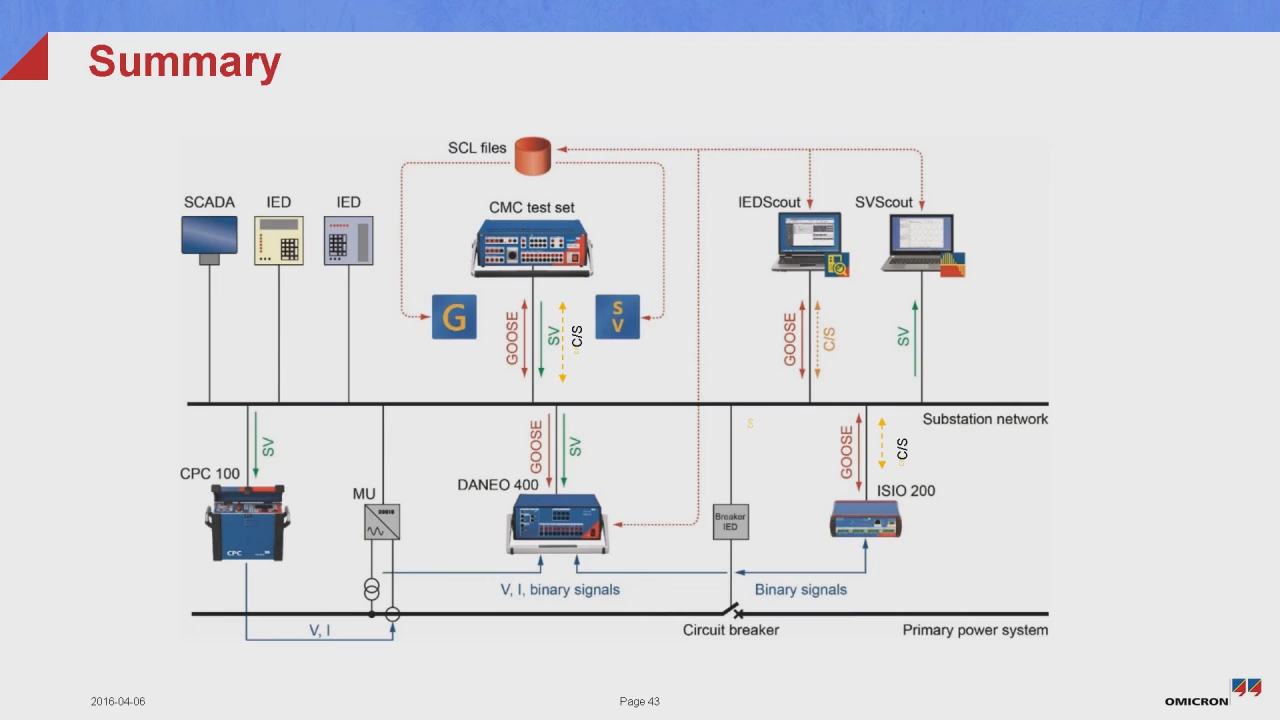 Summary
SCL files
SCADA
IED
IED
CMC test set
IEDScout
SVScout
G
GOOSE
SV
C/S
S
V
GOOSE
C/S
SV
Substation network
SV
GOOSE
SV
S
GOOSE
C/S
CPC 100
MU
DANEO 400
ISIO 200
Breaker
IED
CPC
V, I, binary signals
Binary signals
V, I
Circuit breaker
Primary power system
2016-04-06
Page 43
OMICRON